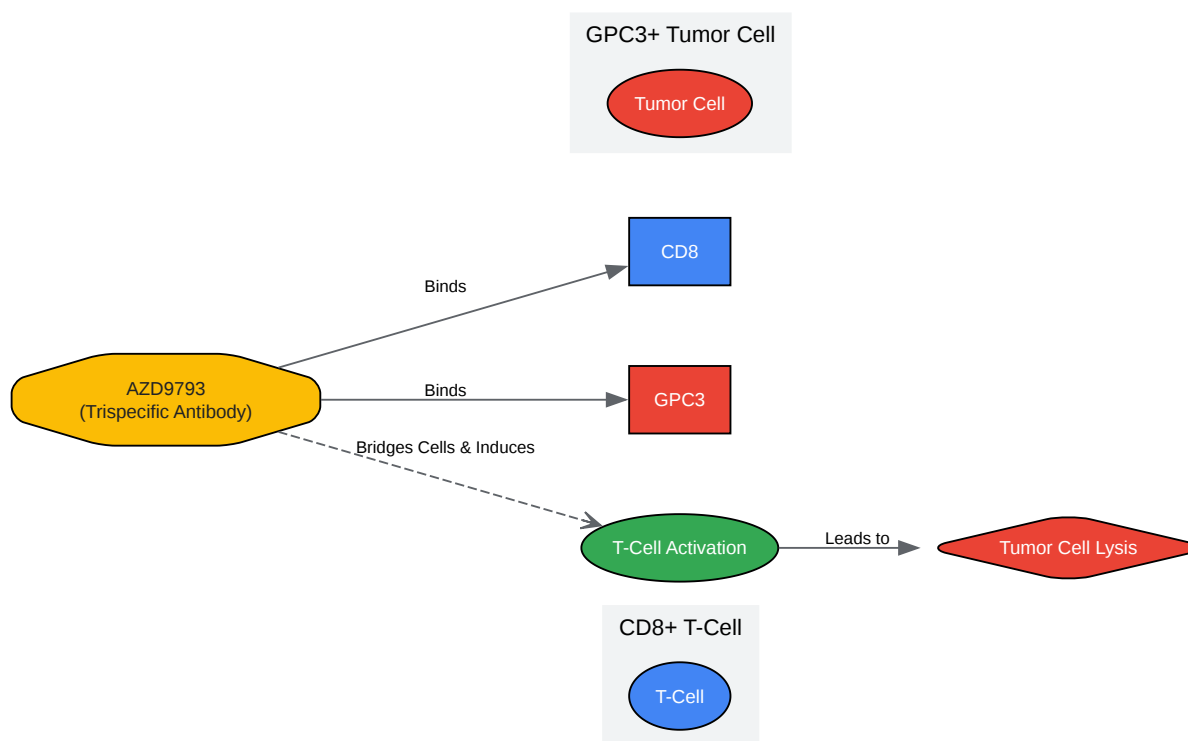 GPC3+ Tumor Cell
Tumor Cell
CD8
Binds
AZD9793
(Trispecific Antibody)
Binds
GPC3
Bridges Cells & Induces
T-Cell Activation
Leads to
Tumor Cell Lysis
CD8+ T-Cell
T-Cell